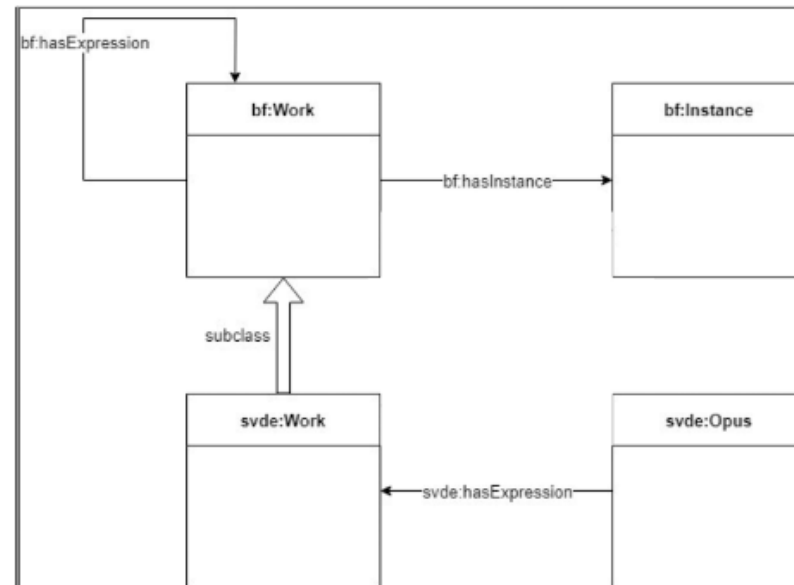 bf:hasExpression
bf:Work
bf:Instance
bf:hasInstance
subclass
svde:Work
svde:Opus
svde:hasExpression